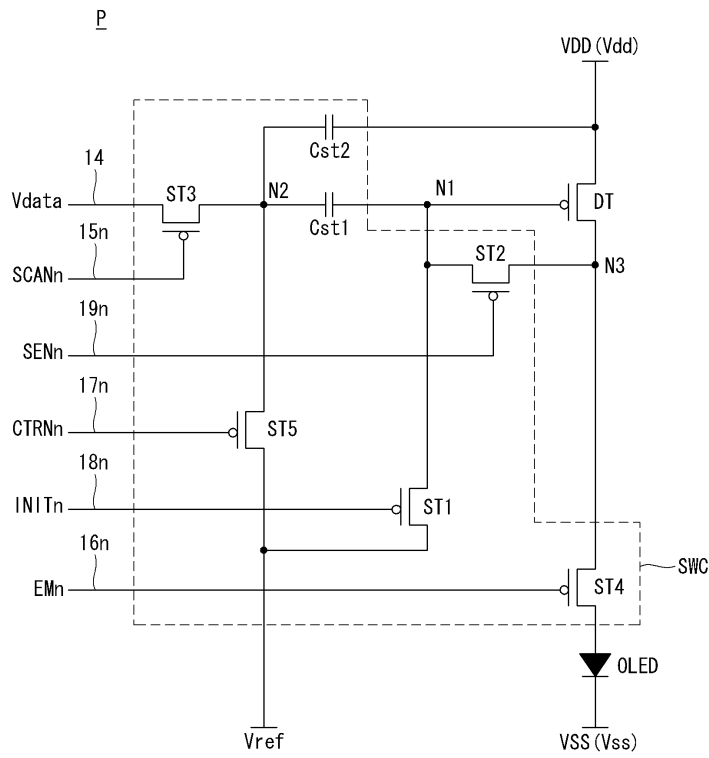 P
VDD(Vdd)
Cst2
14
ST3
N2
N1
Vdata
DT
Cst1
15n
ST2
SCANn
N3
19n
SENn
17n
CTRNn
ST5
18n
INITn
ST1
16n
EMn
ST4
SWC
OLED
Vref
VSS(Vss)